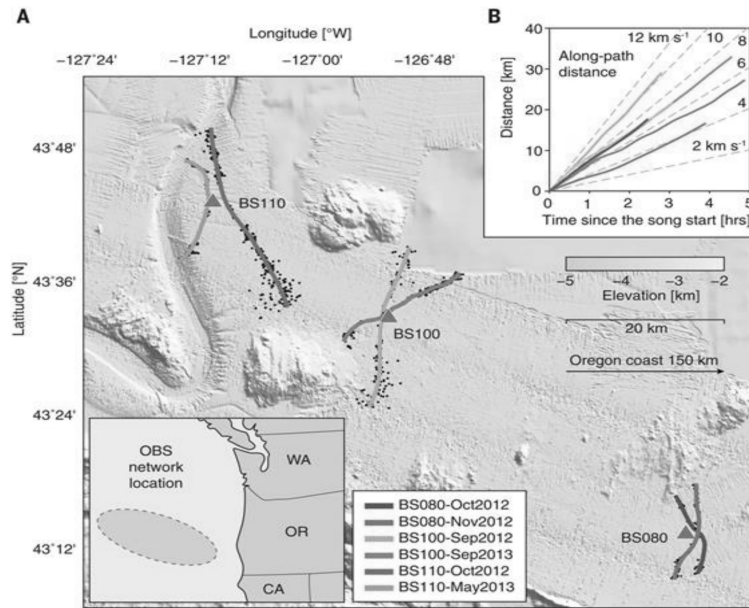 A
Longitude [°W]
−127°24'
−127°12'
−127°00'
−126°48'
43°48'
43°36'
43°24'
43°12'
Latitude [°N]
BS110
BS100
BS080
B
12 km s⁻¹
10
8
6
4
2 km s⁻¹
Along-path
distance
Distance [km]
40
30
20
10
0
0
1
2
3
4
5
Time since the song start [hrs]
-5
-4
-3
-2
Elevation [km]
20 km
Oregon coast 150 km
OBS
network
location
WA
OR
CA
BS080-Oct2012
BS080-Nov2012
BS100-Sep2012
BS100-Sep2013
BS110-Oct2012
BS110-May2013